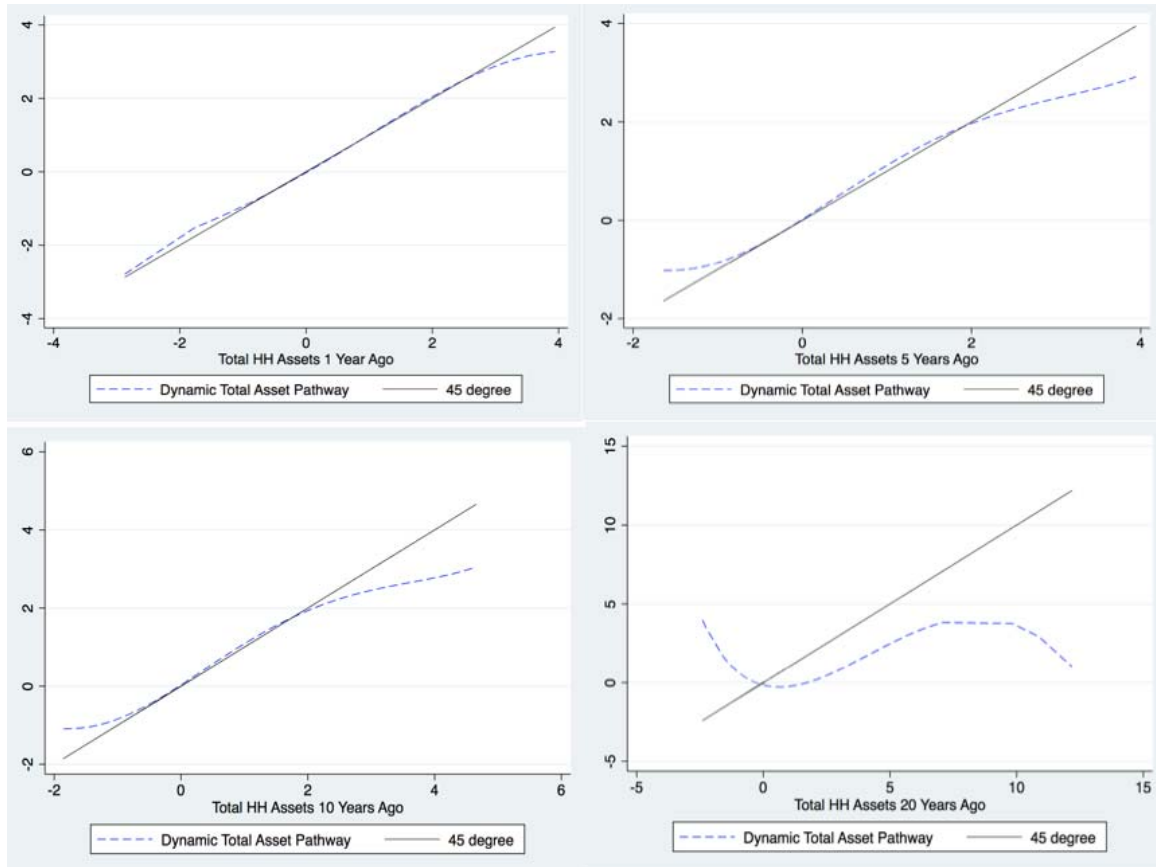 4
2
0
-2
-4
-4 -2 0 2 4
Total HH Assets 1 Year Ago
Dynamic Total Asset Pathway 45 degree
4
2
0
-2
-2 0 2 4
Total HH Assets 5 Years Ago
Dynamic Total Asset Pathway 45 degree
6
4
2
0
-2
-2 0 2 4 6
Total HH Assets 10 Years Ago
Dynamic Total Asset Pathway 45 degree
15
10
5
0
-5
-5 0 5 10 15
Total HH Assets 20 Years Ago
Dynamic Total Asset Pathway 45 degree